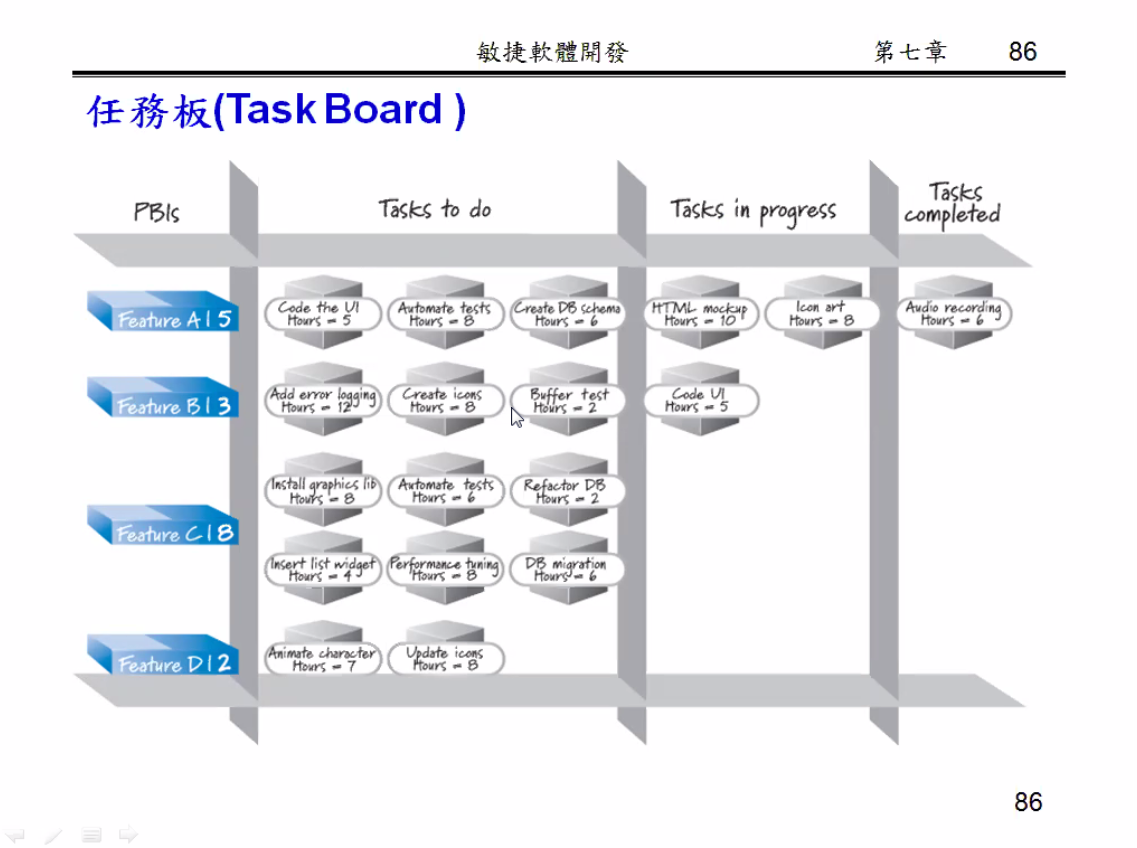 敏捷軟體開發 第七章 86
任務板(Task Board )
PBIs
Tasks to do
Tasks in progress
Tasks
completed
Feature A | 5
Code the UI
Hours = 5
Automate tests
Hours = 8
Create DB schema
Hours = 6
HTML mockup
Hours = 10
Icon art
Hours = 8
Audio recording
Hours = 6
Feature B | 3
Add error logging
Hours = 12
Create icons
Hours = 8
Buffer test
Hours = 2
Code UI
Hours = 5
Feature C | 8
Install graphics lib
Hours = 8
Automate tests
Hours = 6
Refactor DB
Hours = 2
Insert list widget
Hours = 4
Performance tuning
Hours = 8
DB migration
Hours = 6
Feature D | 2
Animate character
Hours = 7
Update icons
Hours = 8
86